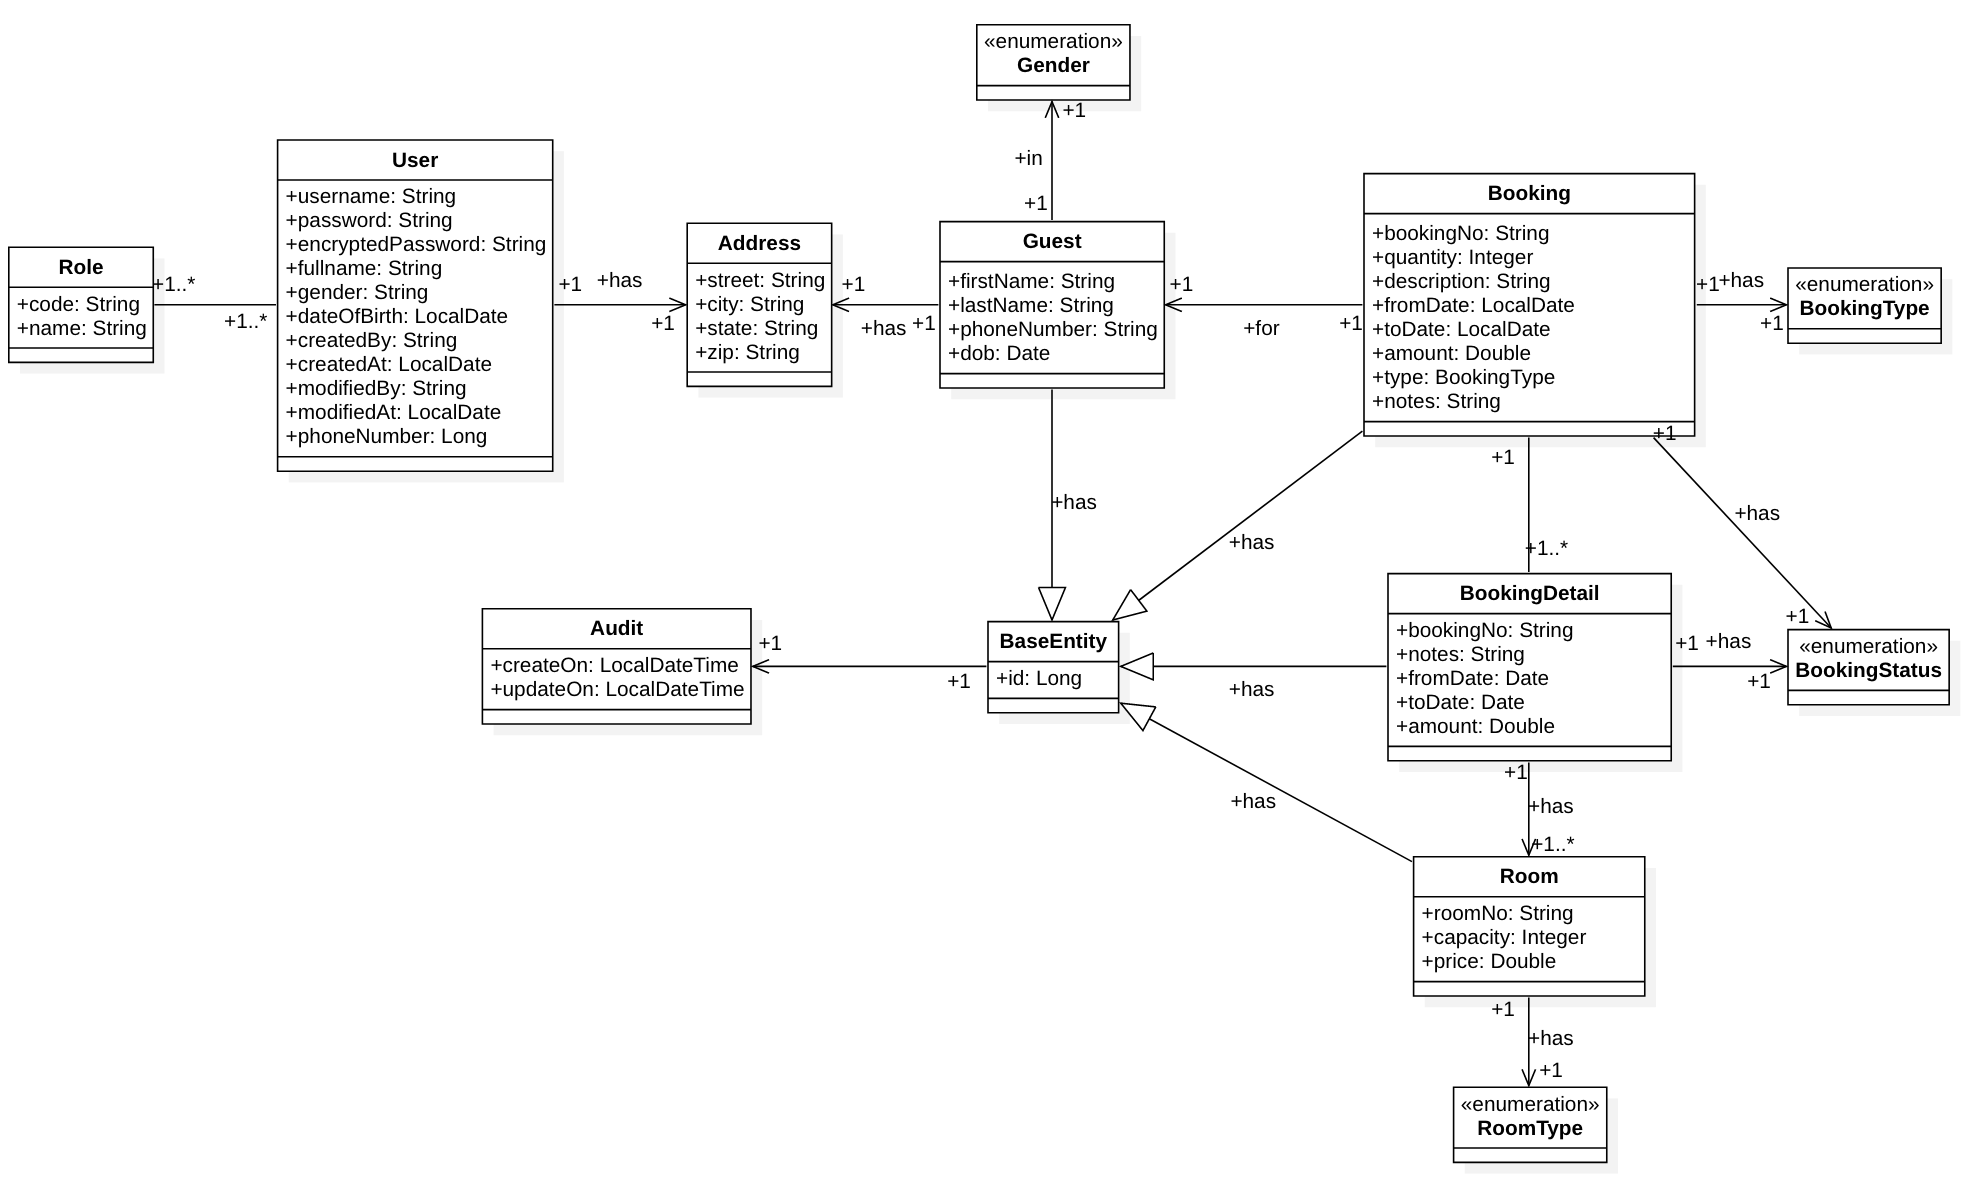 «enumeration»
Gender
+1
+in
+1
User
+username: String
+password: String
+encryptedPassword: String
+fullname: String
+gender: String
+dateOfBirth: LocalDate
+createdBy: String
+createdAt: LocalDate
+modifiedBy: String
+modifiedAt: LocalDate
+phoneNumber: Long
Role
+code: String
+name: String
+1..*
+1..*
+1
+has
+1
Address
+street: String
+city: String
+state: String
+zip: String
+1
+has
+1
Guest
+firstName: String
+lastName: String
+phoneNumber: String
+dob: Date
+1
+for
+1
Booking
+bookingNo: String
+quantity: Integer
+description: String
+fromDate: LocalDate
+toDate: LocalDate
+amount: Double
+type: BookingType
+notes: String
+1
+has
+1
«enumeration»
BookingType
+1
+1
+has
+has
+has
+1..*
+1
Audit
+createOn: LocalDateTime
+updateOn: LocalDateTime
+1
+1
BaseEntity
+id: Long
+has
BookingDetail
+bookingNo: String
+notes: String
+fromDate: Date
+toDate: Date
+amount: Double
+1
+has
+1
«enumeration»
BookingStatus
+1
+has
+has
+1..*
Room
+roomNo: String
+capacity: Integer
+price: Double
+1
+has
+1
«enumeration»
RoomType